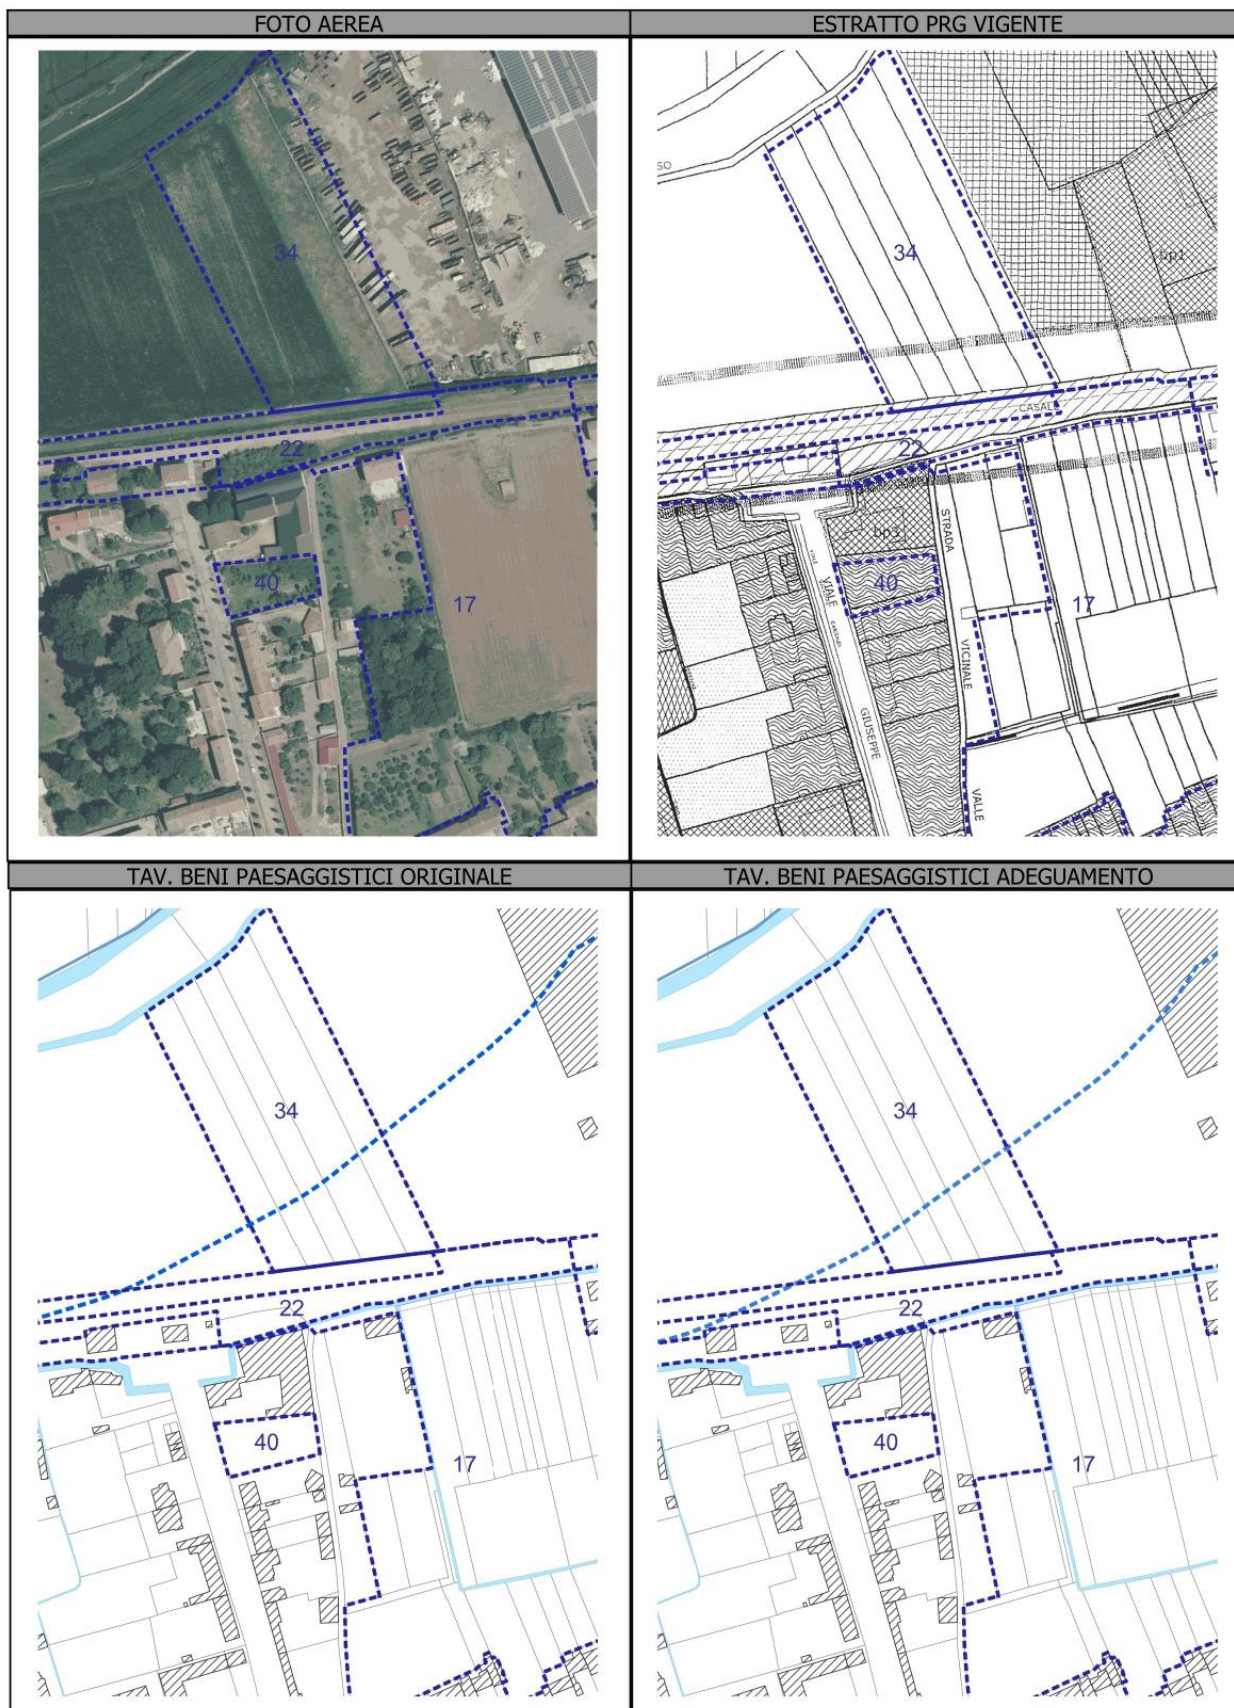 FOTO AEREA
ESTRATTO PRG VIGENTE
34
22
40
17
SO
34
bp1
CASALE
22
bp3
STRADA
40
VIALE
17
VICINALE
GIUSEPPE
VALLE
TAV. BENI PAESAGGISTICI ORIGINALE
TAV. BENI PAESAGGISTICI ADEGUAMENTO
34
22
40
17
34
22
40
17